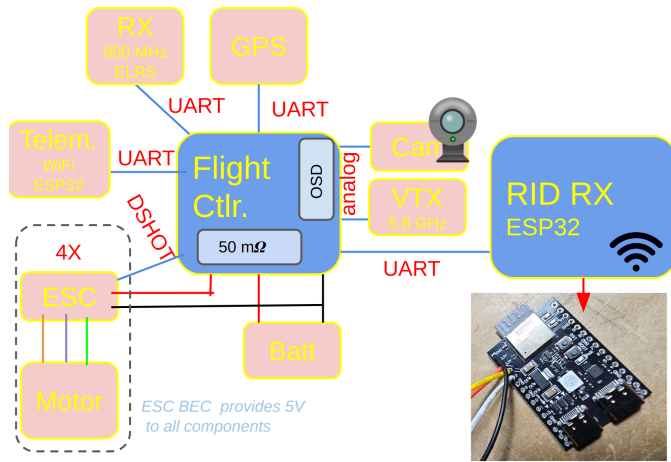 RX
900 MHz
ELRS
GPS
UART
UART
Telem.
WiFi
ESP32
UART
Flight
Ctlr.
OSD
analog
Cam
VTX
5.8 GHz
RID RX
ESP32
DSHOT
50 mΩ
UART
4X
ESC
Batt
Motor
ESC BEC provides 5V
to all components